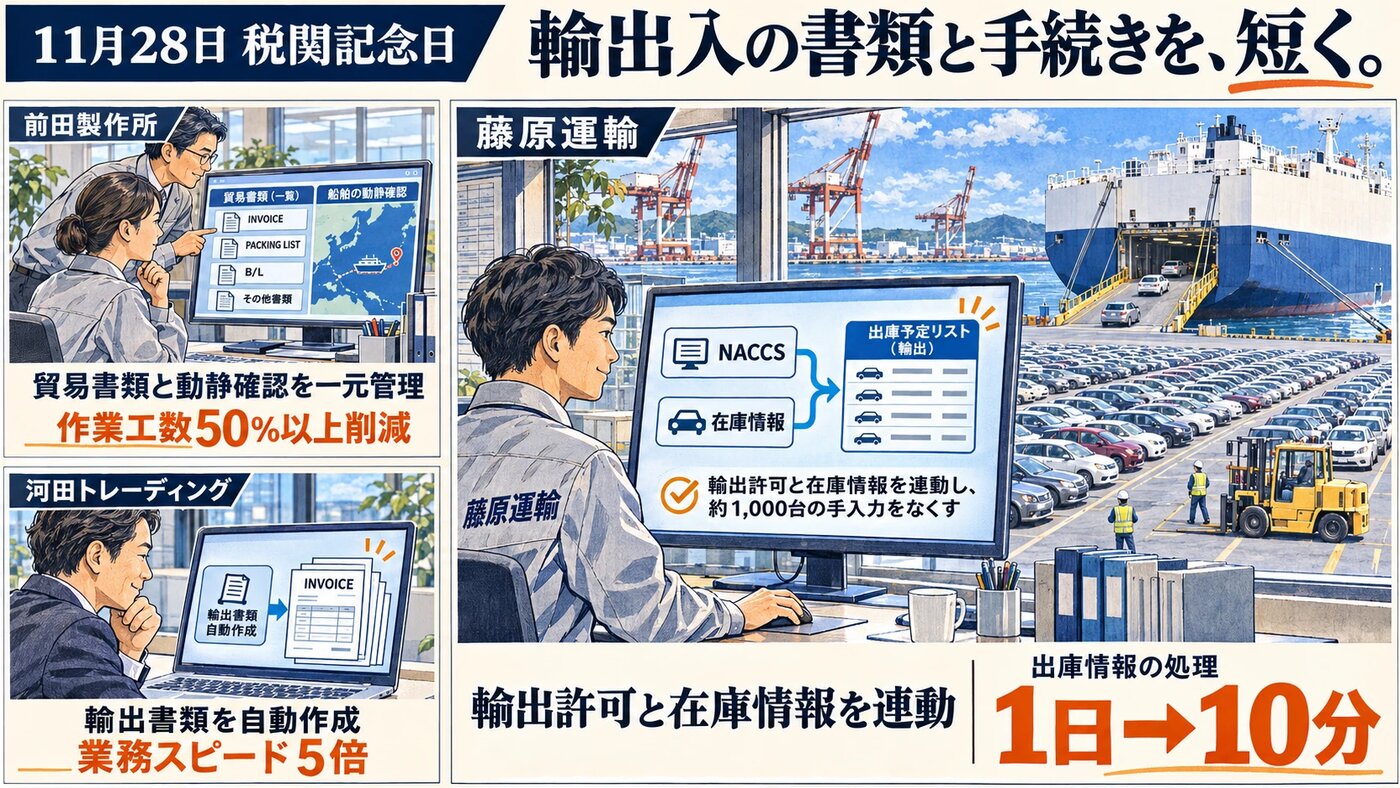 11月28日 税関記念日
輸出入の書類と手続きを、短く。
前田製作所
貿易書類（一覧）
船舶の動静確認
INVOICE
PACKING LIST
B/L
その他書類
貿易書類と動静確認を一元管理
作業工数50%以上削減
河田トレーディング
輸出書類
自動作成
INVOICE
輸出書類を自動作成
業務スピード5倍
藤原運輸
藤原運輸
NACCS
在庫情報
出庫予定リスト
（輸出）
輸出許可と在庫情報を連動し、
約1,000台の手入力をなくす
輸出許可と在庫情報を連動
出庫情報の処理
1日→10分